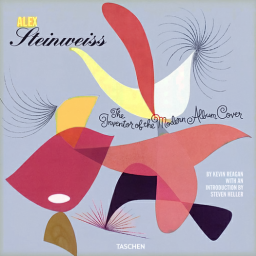 ALEX
Steinweiss
The
Inventor of the Modern Album Cover
BY KEVIN REAGAN
WITH AN
INTRODUCTION BY
STEVEN HELLER
TASCHEN